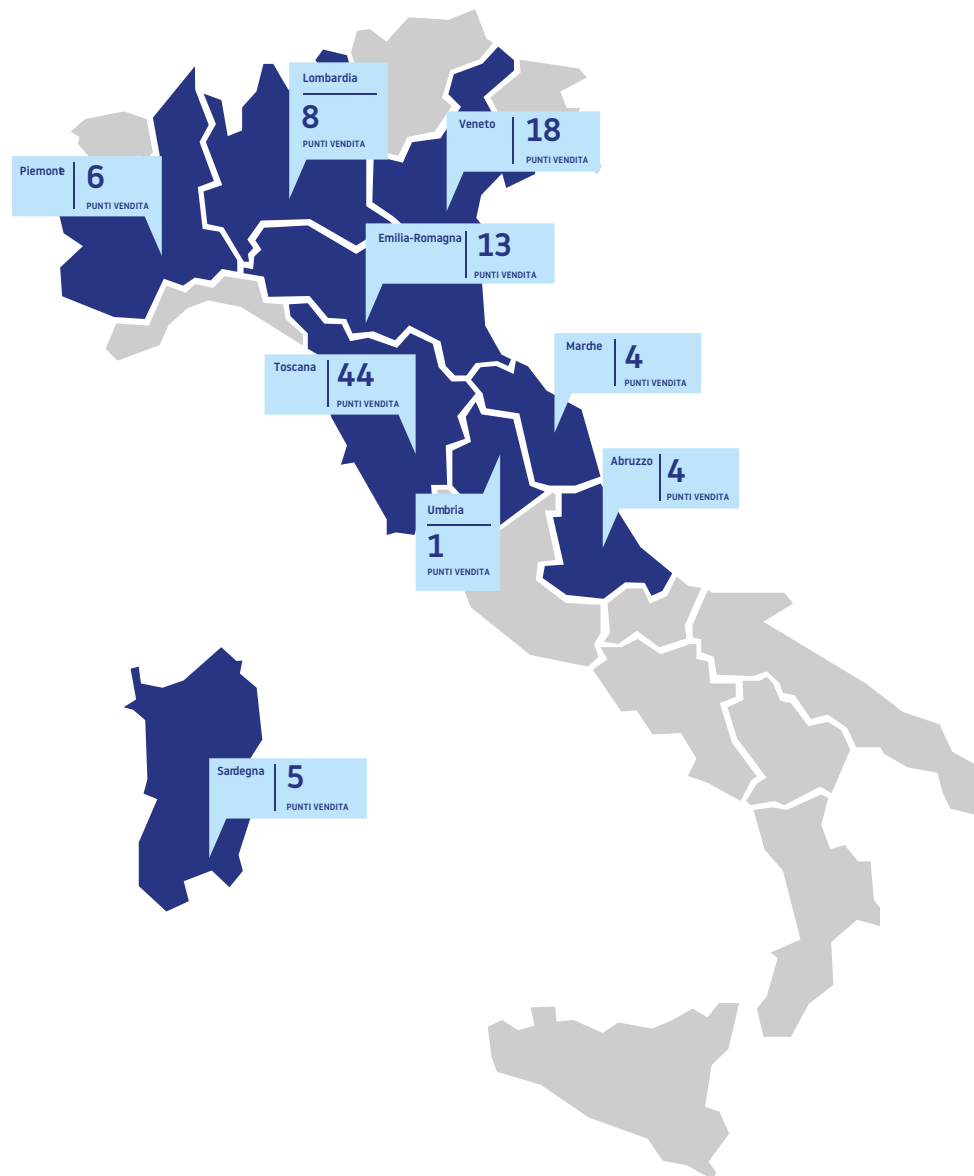 Lombardia
8
PUNTI VENDITA
Veneto
18
PUNTI VENDITA
Piemonte
6
PUNTI VENDITA
Emilia-Romagna
13
PUNTI VENDITA
Marche
4
PUNTI VENDITA
Toscana
44
PUNTI VENDITA
Abruzzo
4
PUNTI VENDITA
Umbria
1
PUNTI VENDITA
Sardegna
5
PUNTI VENDITA